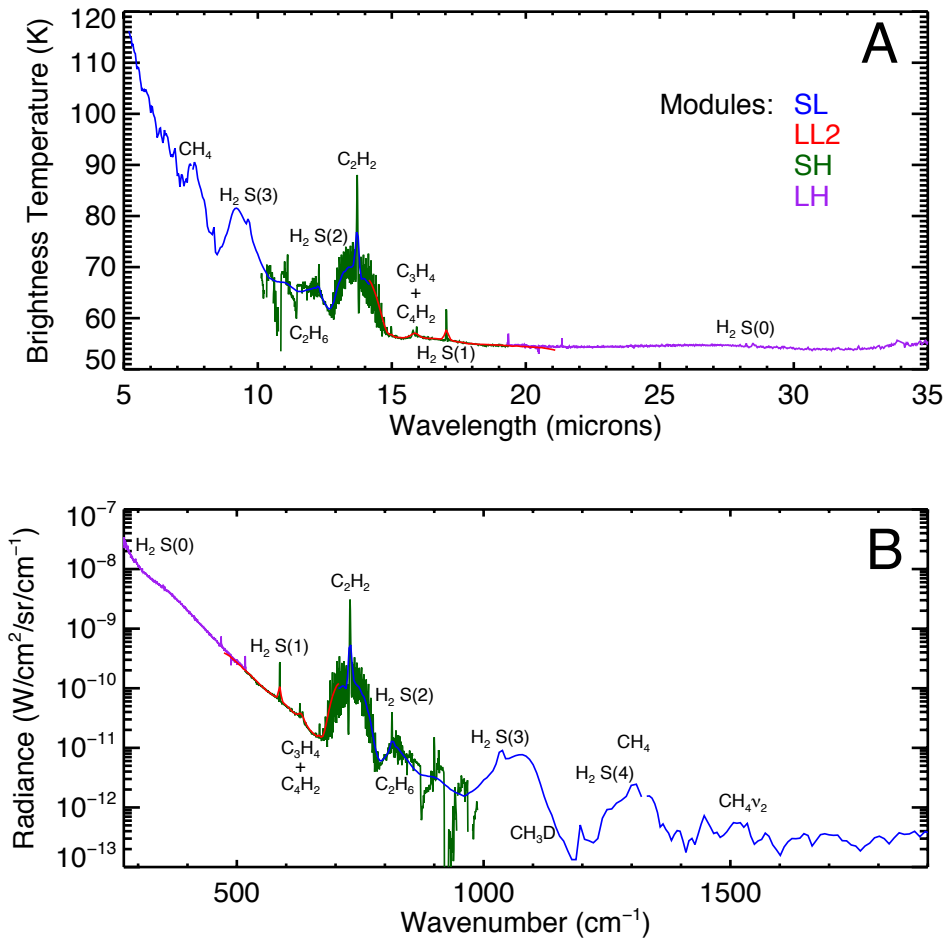 A
Modules: SL
LL2
SH
LH
CH₄
H₂ S(3)
H₂ S(2)
C₂H₂
C₂H₆
C₃H₄
+
C₄H₂
H₂ S(1)
H₂ S(0)
Brightness Temperature (K)
120
110
100
90
80
70
60
50
5 10 15 20 25 30 35
Wavelength (microns)
B
H₂ S(0)
C₂H₂
H₂ S(1)
H₂ S(2)
C₃H₄
+
C₄H₂
C₂H₆
H₂ S(3)
CH₄
H₂ S(4)
CH₃D
CH₄ν₂
Radiance (W/cm²/sr/cm⁻¹)
10⁻⁷
10⁻⁸
10⁻⁹
10⁻¹⁰
10⁻¹¹
10⁻¹²
10⁻¹³
500 1000 1500
Wavenumber (cm⁻¹)